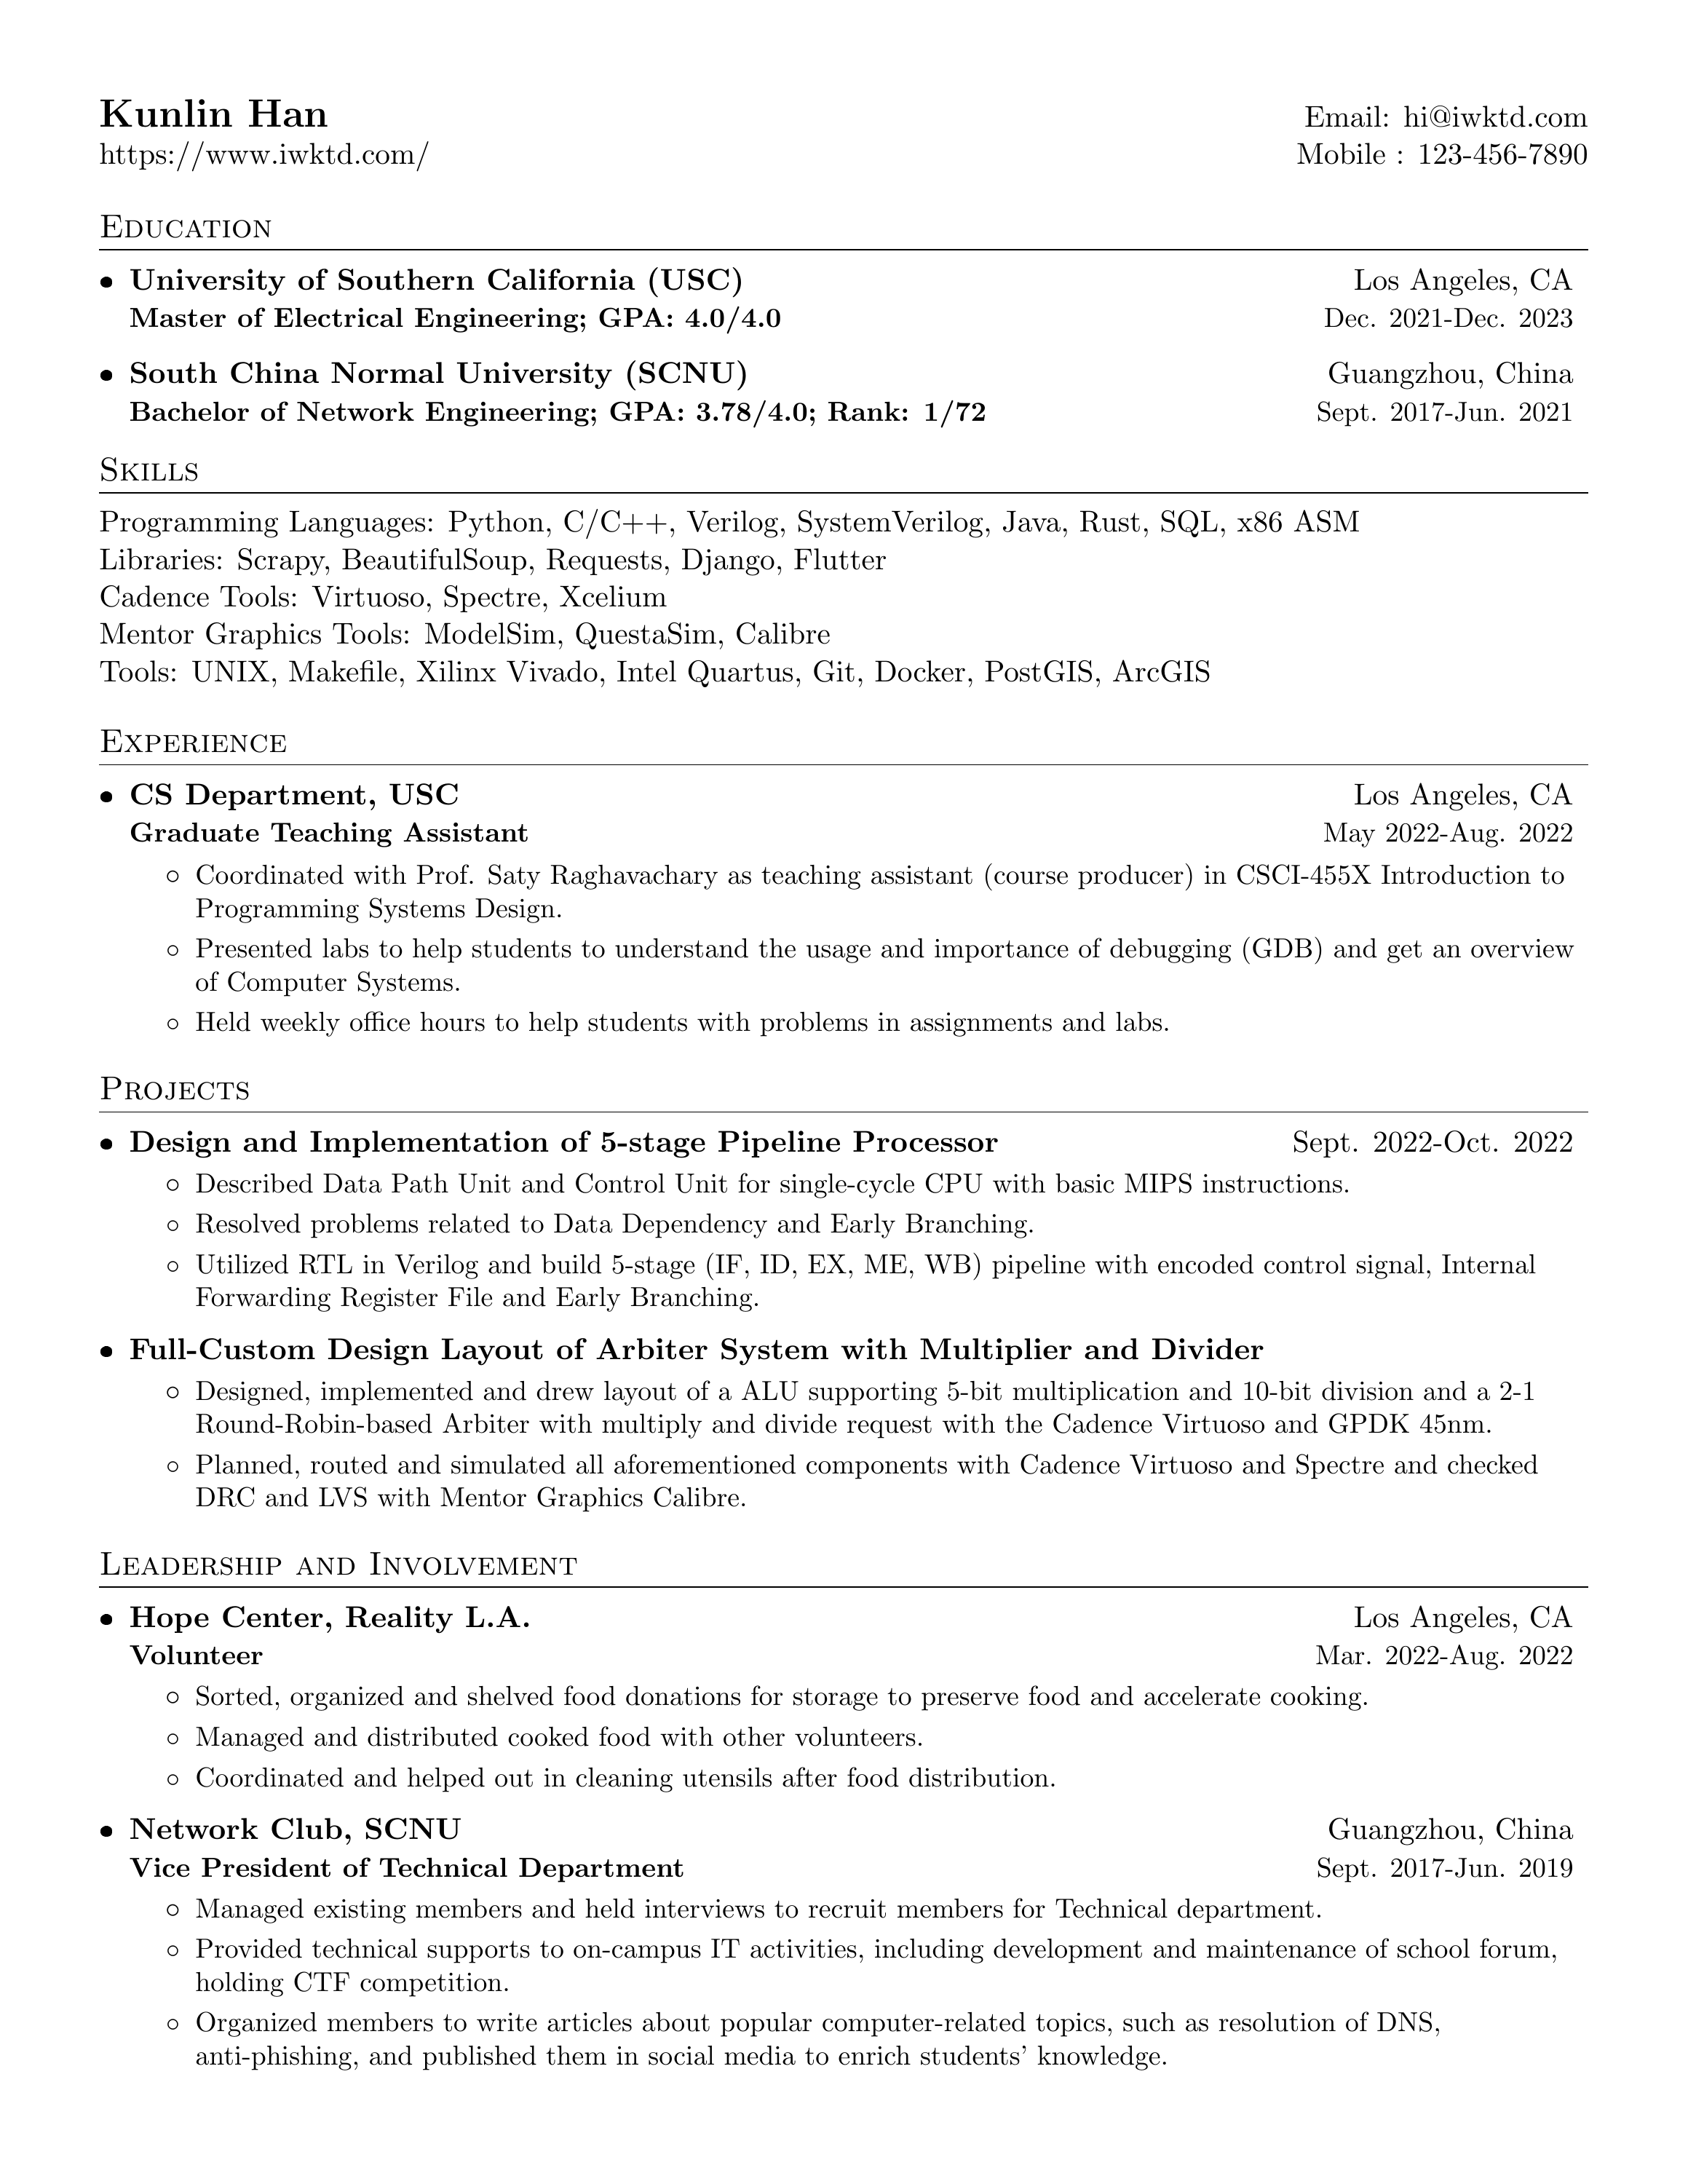 Kunlin Han
Email: hi@iwktd.com
https://www.iwktd.com/
Mobile : 123-456-7890
Education
• University of Southern California (USC)
Los Angeles, CA
Master of Electrical Engineering; GPA: 4.0/4.0
Dec. 2021-Dec. 2023
• South China Normal University (SCNU)
Guangzhou, China
Bachelor of Network Engineering; GPA: 3.78/4.0; Rank: 1/72
Sept. 2017-Jun. 2021
Skills
Programming Languages: Python, C/C++, Verilog, SystemVerilog, Java, Rust, SQL, x86 ASM
Libraries: Scrapy, BeautifulSoup, Requests, Django, Flutter
Cadence Tools: Virtuoso, Spectre, Xcelium
Mentor Graphics Tools: ModelSim, QuestaSim, Calibre
Tools: UNIX, Makefile, Xilinx Vivado, Intel Quartus, Git, Docker, PostGIS, ArcGIS
Experience
• CS Department, USC
Los Angeles, CA
Graduate Teaching Assistant
May 2022-Aug. 2022
◦ Coordinated with Prof. Saty Raghavachary as teaching assistant (course producer) in CSCI-455X Introduction to
Programming Systems Design.
◦ Presented labs to help students to understand the usage and importance of debugging (GDB) and get an overview
of Computer Systems.
◦ Held weekly office hours to help students with problems in assignments and labs.
Projects
• Design and Implementation of 5-stage Pipeline Processor
Sept. 2022-Oct. 2022
◦ Described Data Path Unit and Control Unit for single-cycle CPU with basic MIPS instructions.
◦ Resolved problems related to Data Dependency and Early Branching.
◦ Utilized RTL in Verilog and build 5-stage (IF, ID, EX, ME, WB) pipeline with encoded control signal, Internal
Forwarding Register File and Early Branching.
• Full-Custom Design Layout of Arbiter System with Multiplier and Divider
◦ Designed, implemented and drew layout of a ALU supporting 5-bit multiplication and 10-bit division and a 2-1
Round-Robin-based Arbiter with multiply and divide request with the Cadence Virtuoso and GPDK 45nm.
◦ Planned, routed and simulated all aforementioned components with Cadence Virtuoso and Spectre and checked
DRC and LVS with Mentor Graphics Calibre.
Leadership and Involvement
• Hope Center, Reality L.A.
Los Angeles, CA
Volunteer
Mar. 2022-Aug. 2022
◦ Sorted, organized and shelved food donations for storage to preserve food and accelerate cooking.
◦ Managed and distributed cooked food with other volunteers.
◦ Coordinated and helped out in cleaning utensils after food distribution.
• Network Club, SCNU
Guangzhou, China
Vice President of Technical Department
Sept. 2017-Jun. 2019
◦ Managed existing members and held interviews to recruit members for Technical department.
◦ Provided technical supports to on-campus IT activities, including development and maintenance of school forum,
holding CTF competition.
◦ Organized members to write articles about popular computer-related topics, such as resolution of DNS,
anti-phishing, and published them in social media to enrich students' knowledge.